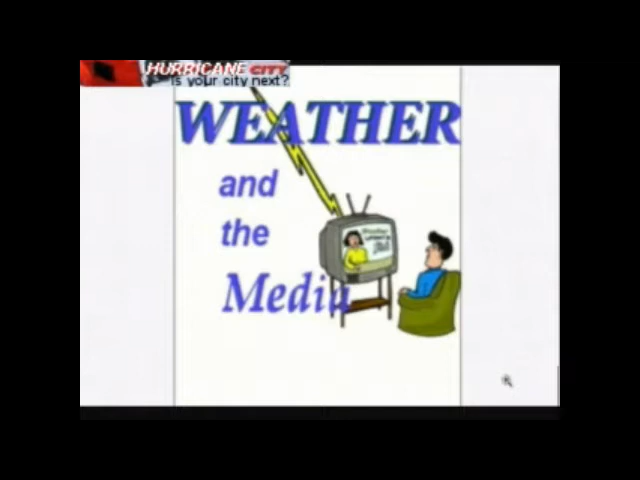 HURRICANE CITY
is your city next?
WEATHER
and
the
Media